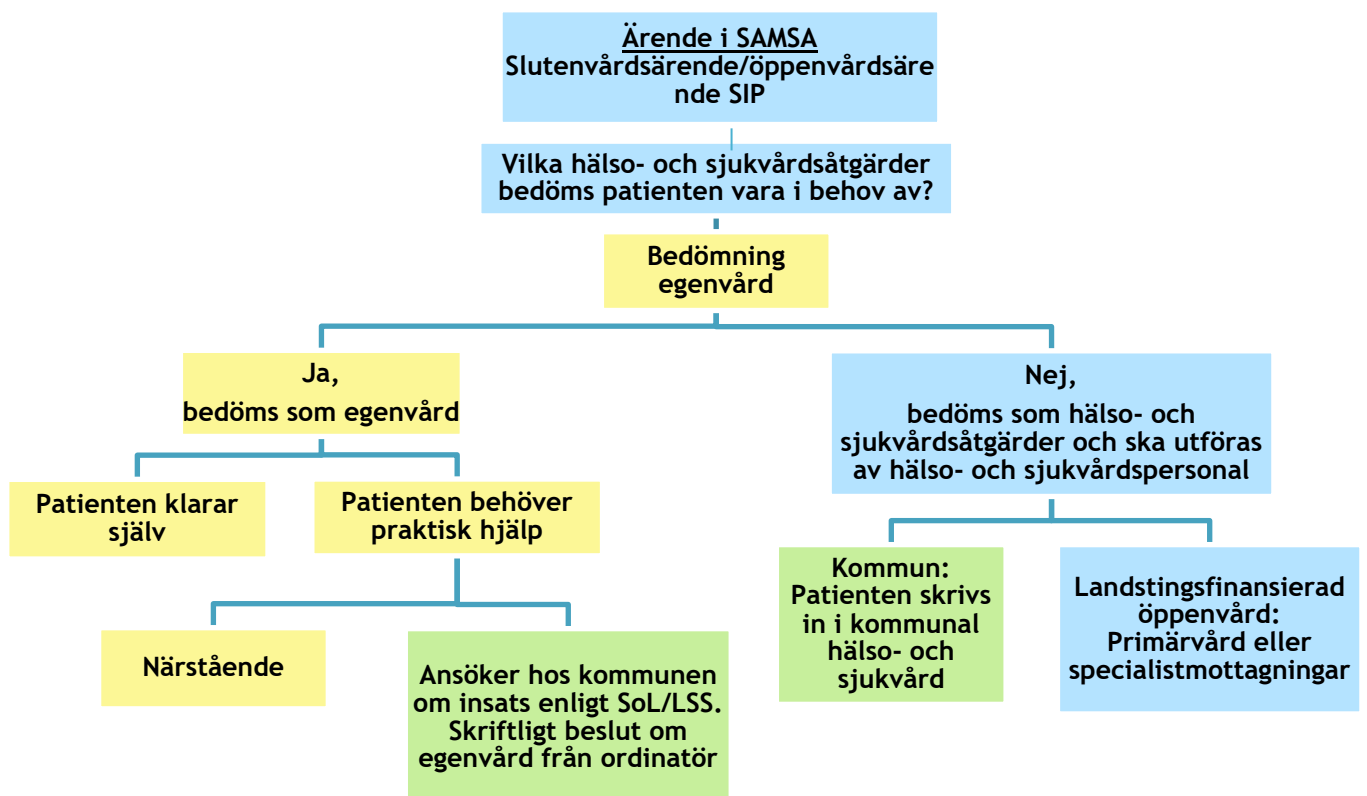 Ärende i SAMSA
Slutenvårdsärende/öppenvårdsäre
nde SIP
Vilka hälso- och sjukvårdsåtgärder
bedöms patienten vara i behov av?
Bedömning
egenvård
Ja,
bedöms som egenvård
Nej,
bedöms som hälso- och
sjukvårdsåtgärder och ska utföras
av hälso- och sjukvårdspersonal
Patienten klarar
själv
Patienten behöver
praktisk hjälp
Kommun:
Patienten skrivs
in i kommunal
hälso- och
sjukvård
Landstingsfinansierad
öppenvård:
Primärvård eller
specialistmottagningar
Närstående
Ansöker hos kommunen
om insats enligt SoL/LSS.
Skriftligt beslut om
egenvård från ordinatör